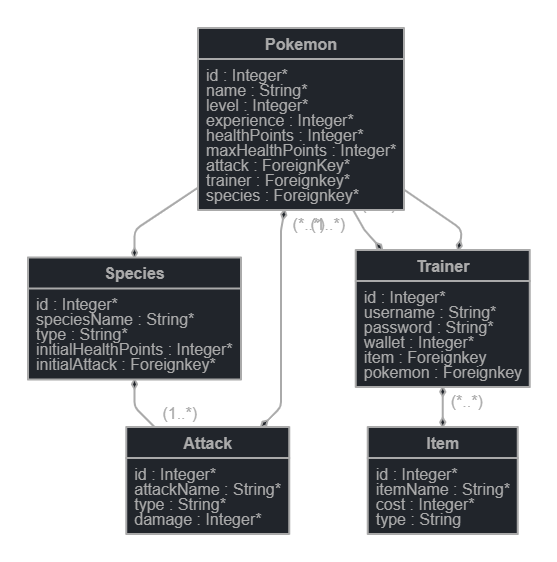 Pokemon
id : Integer*
name : String*
level : Integer*
experience : Integer*
healthPoints : Integer*
maxHealthPoints : Integer*
attack : ForeignKey*
trainer : Foreignkey*
species : Foreignkey*
Species
id : Integer*
speciesName : String*
type : String*
initialHealthPoints : Integer*
initialAttack : Foreignkey*
Trainer
id : Integer*
username : String*
password : String*
wallet : Integer*
item : Foreignkey
pokemon : Foreignkey
(1..*)
(*..*)
Attack
id : Integer*
attackName : String*
type : String*
damage : Integer*
Item
id : Integer*
itemName : String*
cost : Integer*
type : String